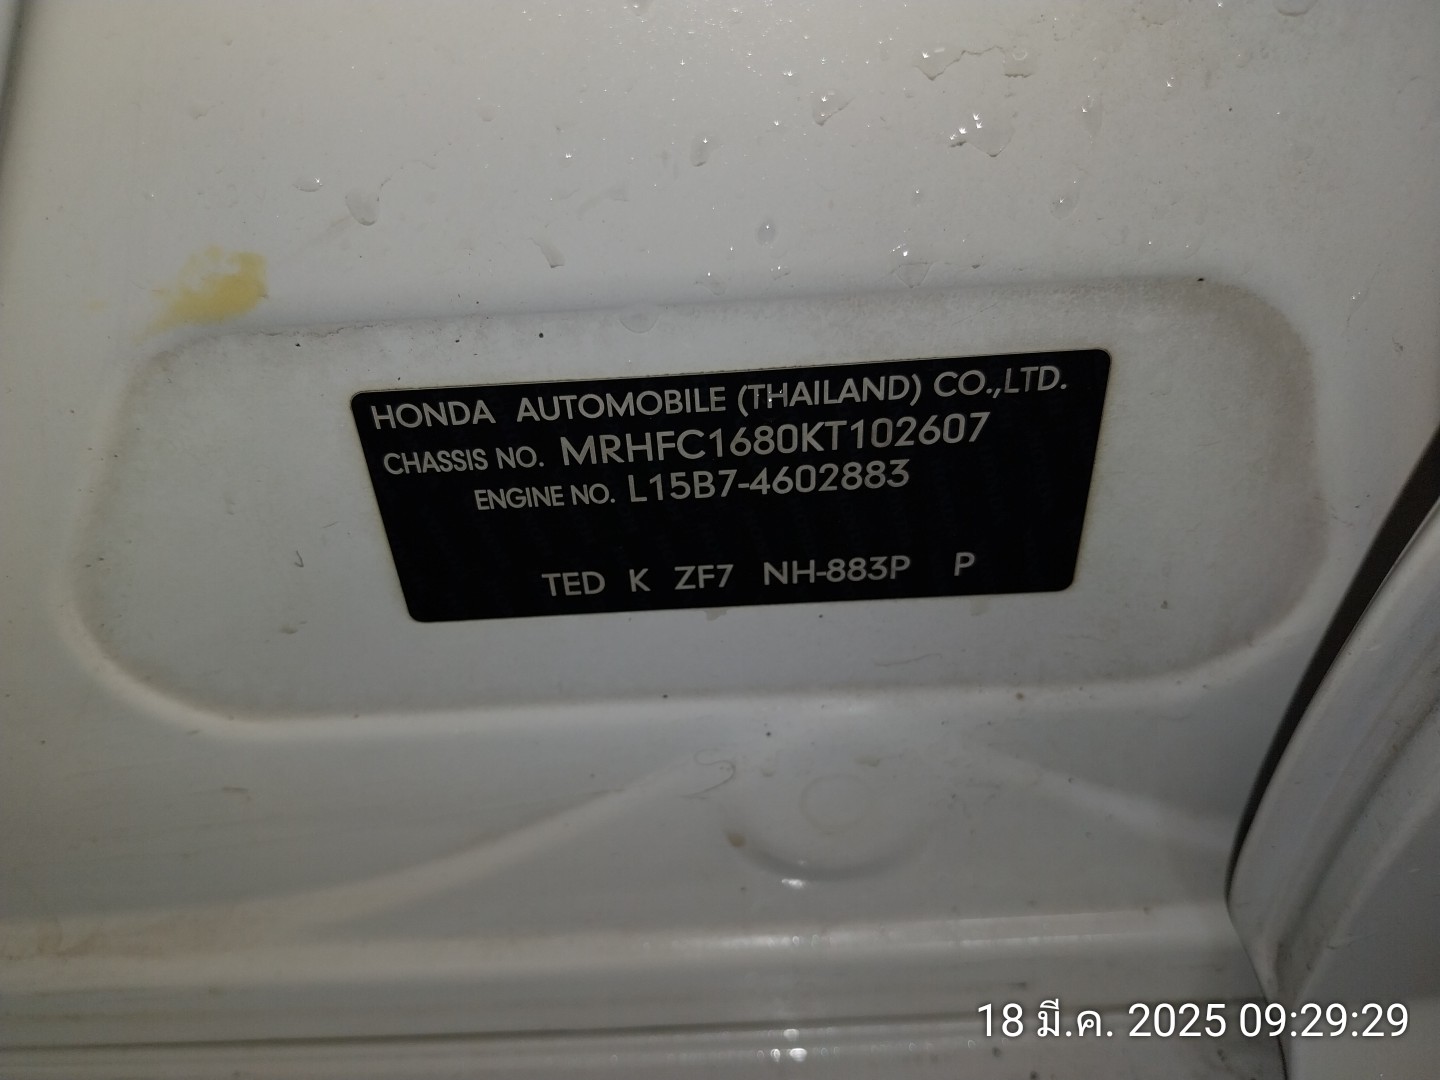 HONDA AUTOMOBILE (THAILAND) CO.,LTD.
CHASSIS NO. MRHFC1680KT102607
ENGINE NO. L15B7-4602883
TED K ZF7 NH-883P P
18 มี.ค. 2025 09:29:29